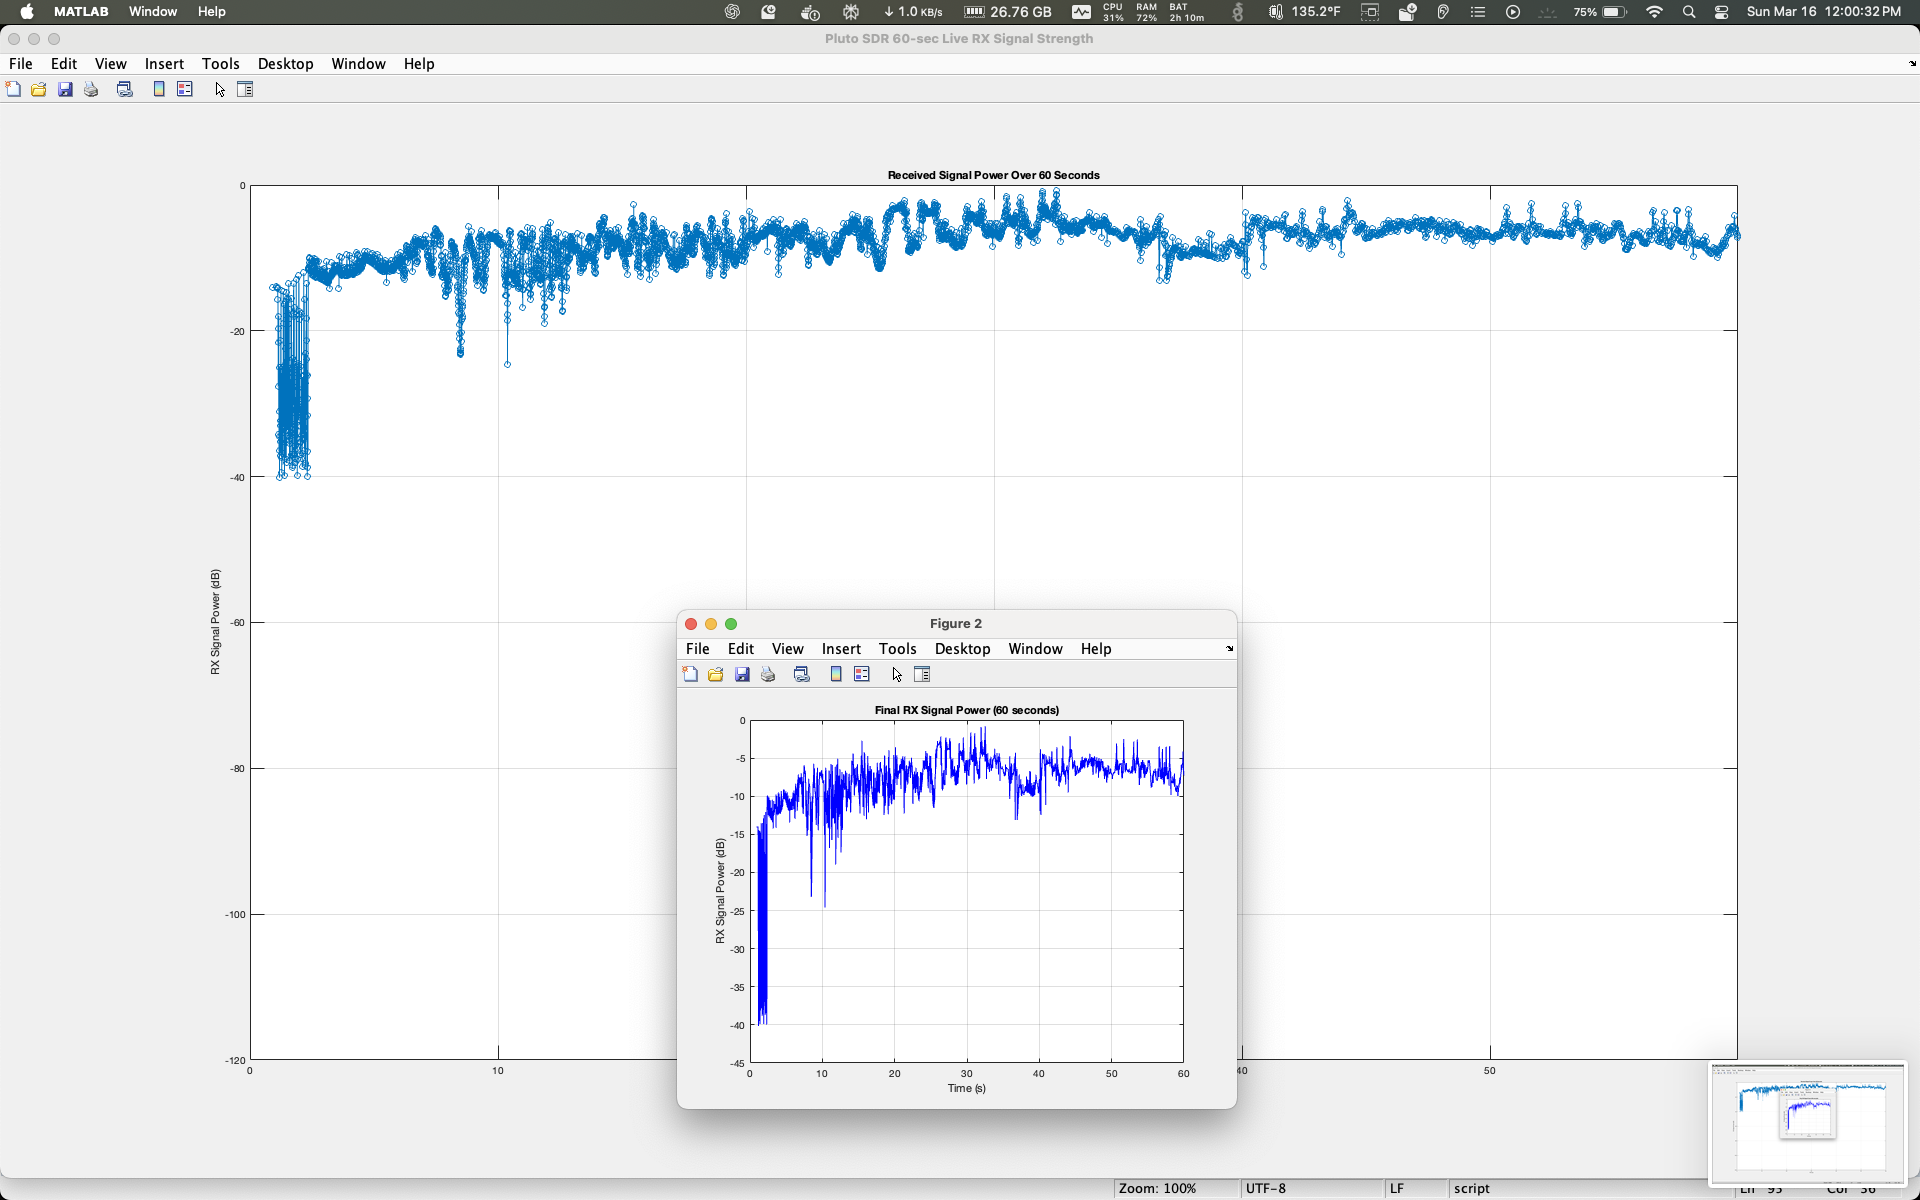 MATLAB Window Help
1.0 KB/s 26.76 GB CPU 31% RAM 72% BAT 2h 10m 135.2°F 75% Sun Mar 16 12:00:32 PM
Pluto SDR 60-sec Live RX Signal Strength
File Edit View Insert Tools Desktop Window Help
Received Signal Power Over 60 Seconds
0
-20
-40
-60
-80
-100
-120
RX Signal Power (dB)
0 10 40 50
Figure 2
File Edit View Insert Tools Desktop Window Help
Final RX Signal Power (60 seconds)
0
-5
-10
-15
-20
-25
-30
-35
-40
-45
RX Signal Power (dB)
0 10 20 30 40 50 60
Time (s)
Zoom: 100% UTF-8 LF script Ln 93 Col 36